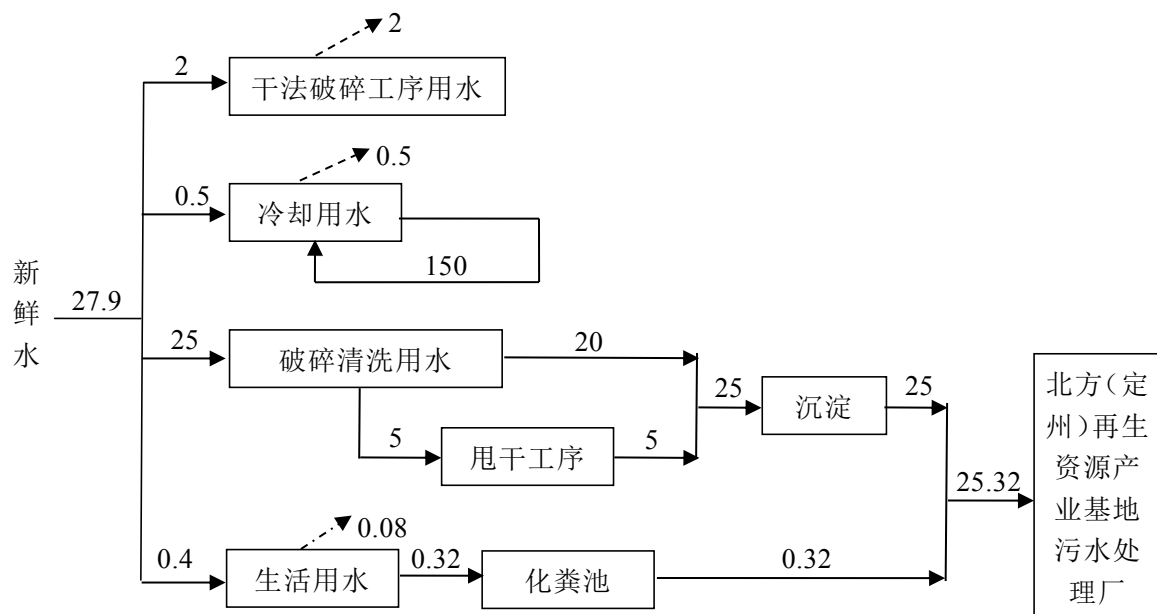 2
2
干法破碎工序用水
0.5
0.5
冷却用水
150
新
鲜
水
27.9
25
破碎清洗用水
20
5
甩干工序
5
25
沉淀
25
0.4
0.08
生活用水
0.32
化粪池
0.32
25.32
北方（定
州）再生
资源产
业基地
污水处
理厂